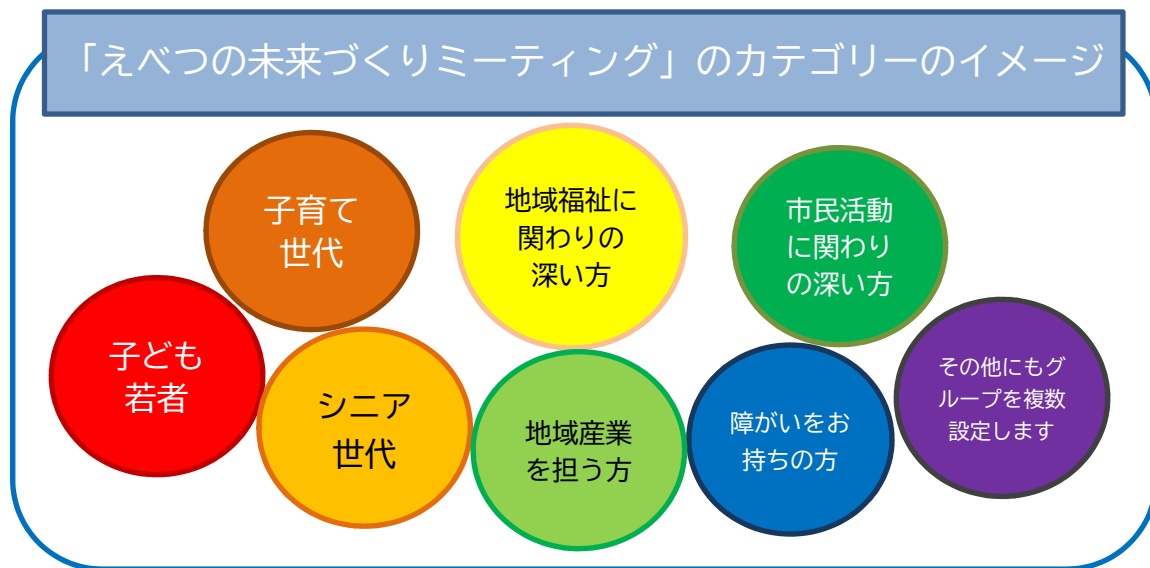 「えべつの未来づくりミーティング」のカテゴリーのイメージ
子育て
世代
地域福祉に
関わりの
深い方
市民活動
に関わり
の深い方
子ども
若者
シニア
世代
地域産業
を担う方
障がいをお
持ちの方
その他にもグ
ループを複数
設定します